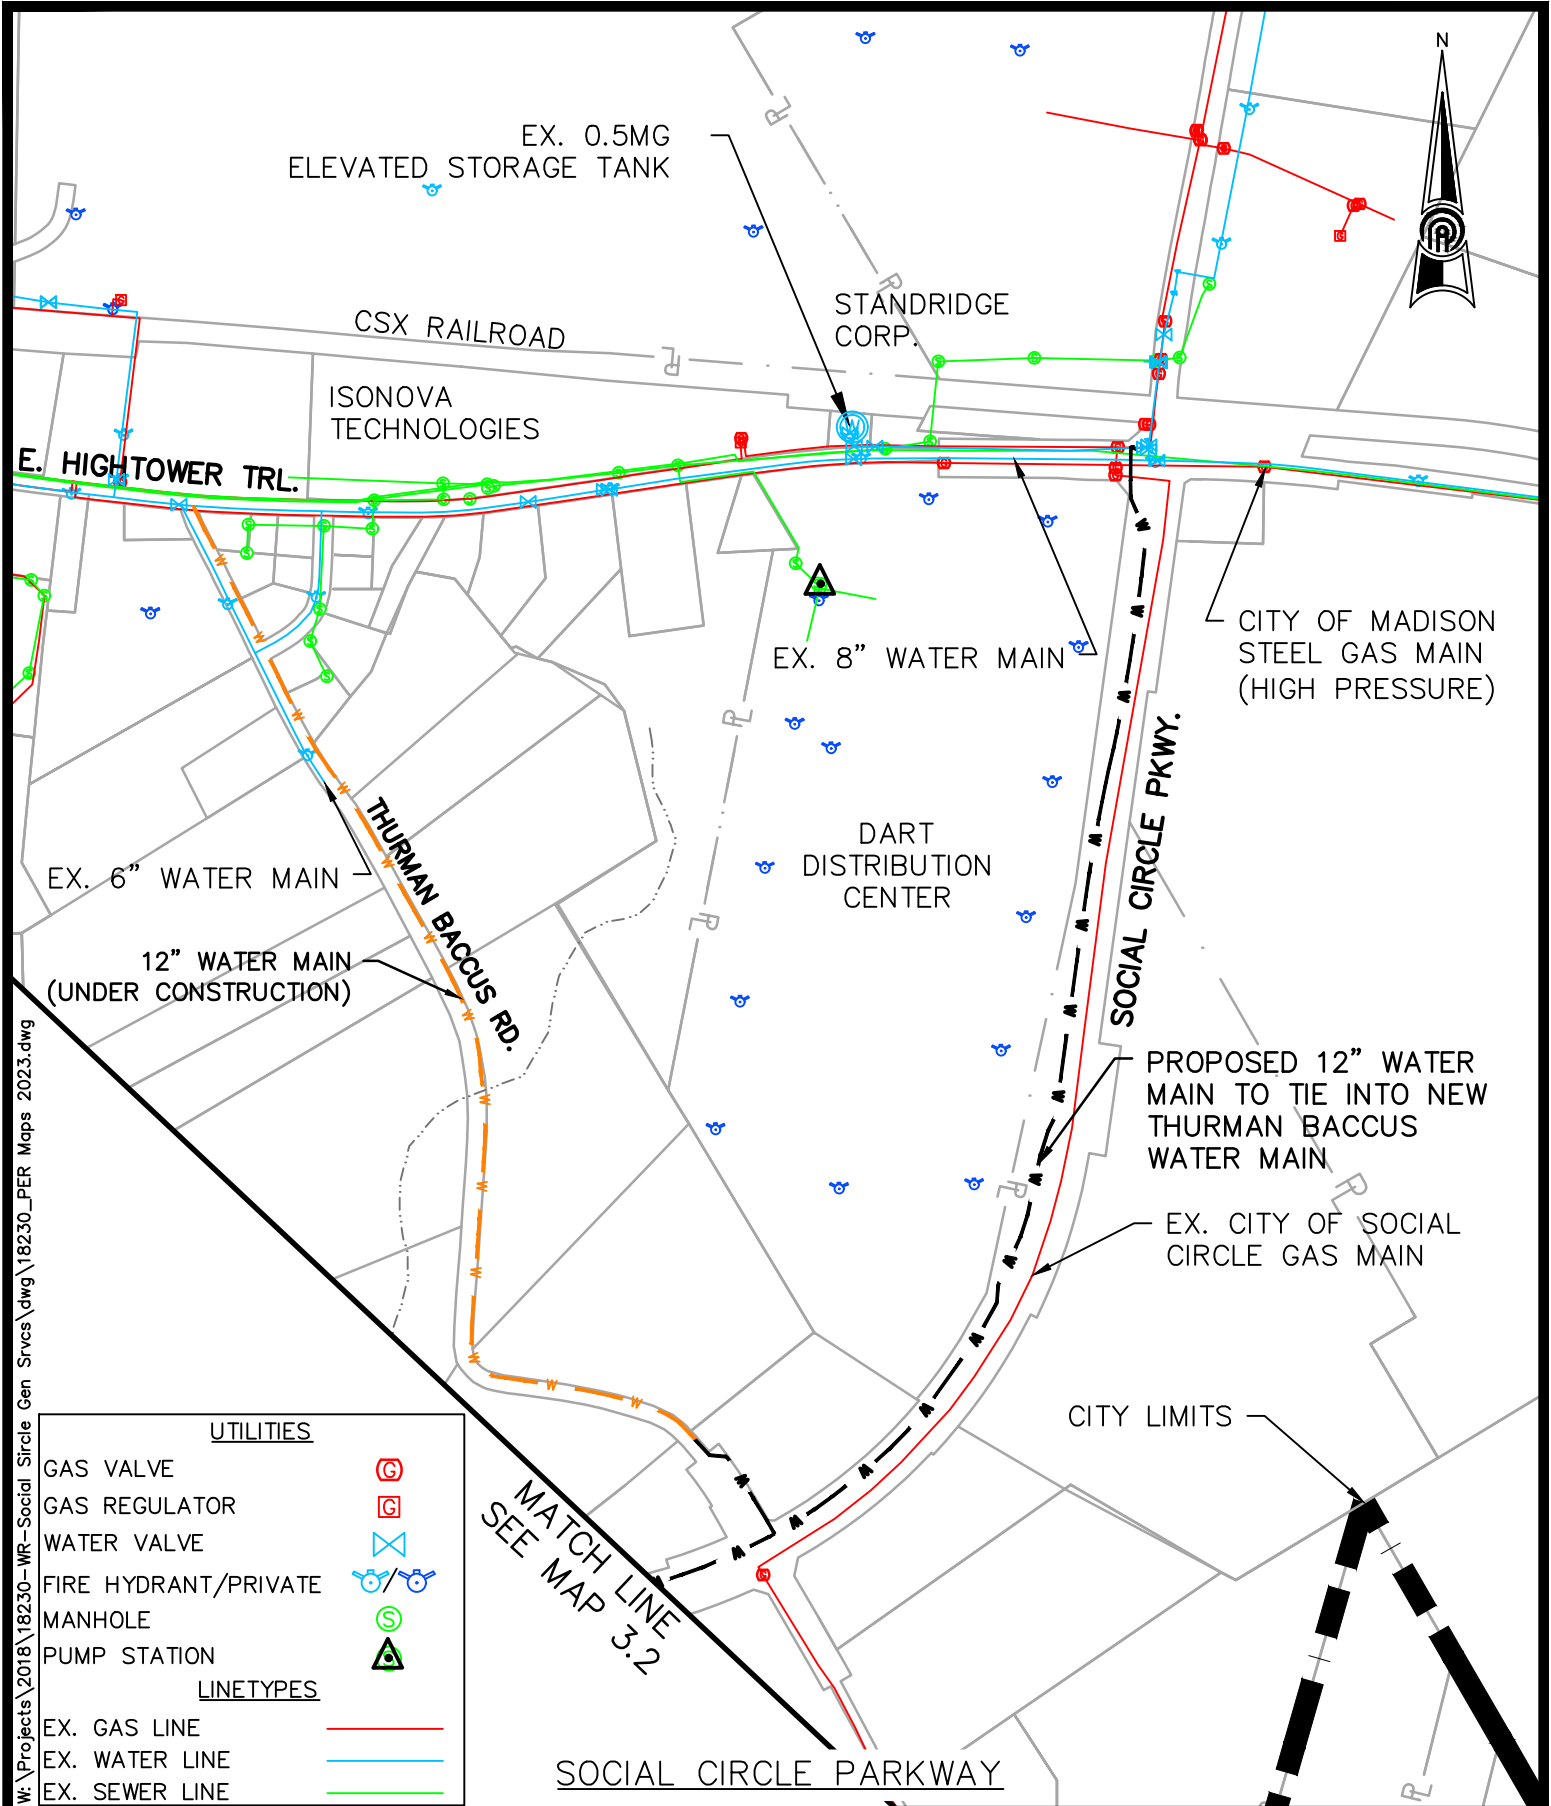 N
EX. 0.5MG
ELEVATED STORAGE TANK
STANDRIDGE
CORP.
CSX RAILROAD
ISONOVA
TECHNOLOGIES
E. HIGHTOWER TRL.
EX. 8” WATER MAIN
CITY OF MADISON
STEEL GAS MAIN
(HIGH PRESSURE)
SOCIAL CIRCLE PKWY.
DART
DISTRIBUTION
CENTER
THURMAN BACCUS RD.
EX. 6” WATER MAIN
12” WATER MAIN
(UNDER CONSTRUCTION)
PROPOSED 12” WATER
MAIN TO TIE INTO NEW
THURMAN BACCUS
WATER MAIN
EX. CITY OF SOCIAL
CIRCLE GAS MAIN
CITY LIMITS
MATCH LINE
SEE MAP 3.2
UTILITIES
GAS VALVE G
GAS REGULATOR G
WATER VALVE
FIRE HYDRANT/PRIVATE /
MANHOLE S
PUMP STATION
LINETYPES
EX. GAS LINE
EX. WATER LINE
EX. SEWER LINE
SOCIAL CIRCLE PARKWAY
W:\Projects\2018\18230-WR-Social Sircle Gen Srvcs\dwg\18230_PER Maps 2023.dwg